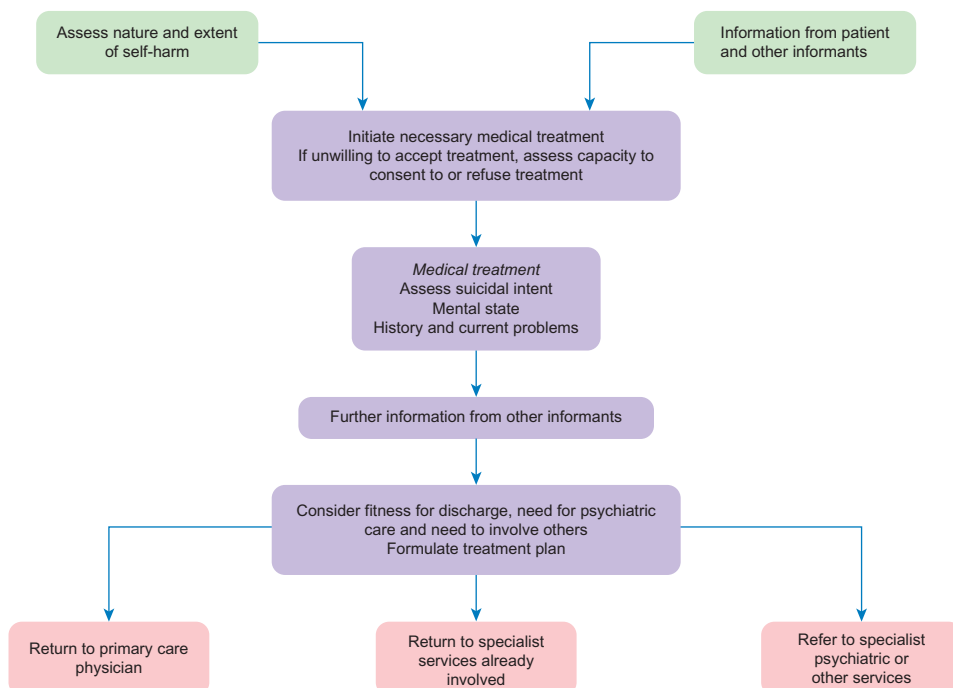 Assess nature and extent
of self-harm
Information from patient
and other informants
Initiate necessary medical treatment
If unwilling to accept treatment, assess capacity to
consent to or refuse treatment
Medical treatment
Assess suicidal intent
Mental state
History and current problems
Further information from other informants
Consider fitness for discharge, need for psychiatric
care and need to involve others
Formulate treatment plan
Return to primary care
physician
Return to specialist
services already
involved
Refer to specialist
psychiatric or
other services